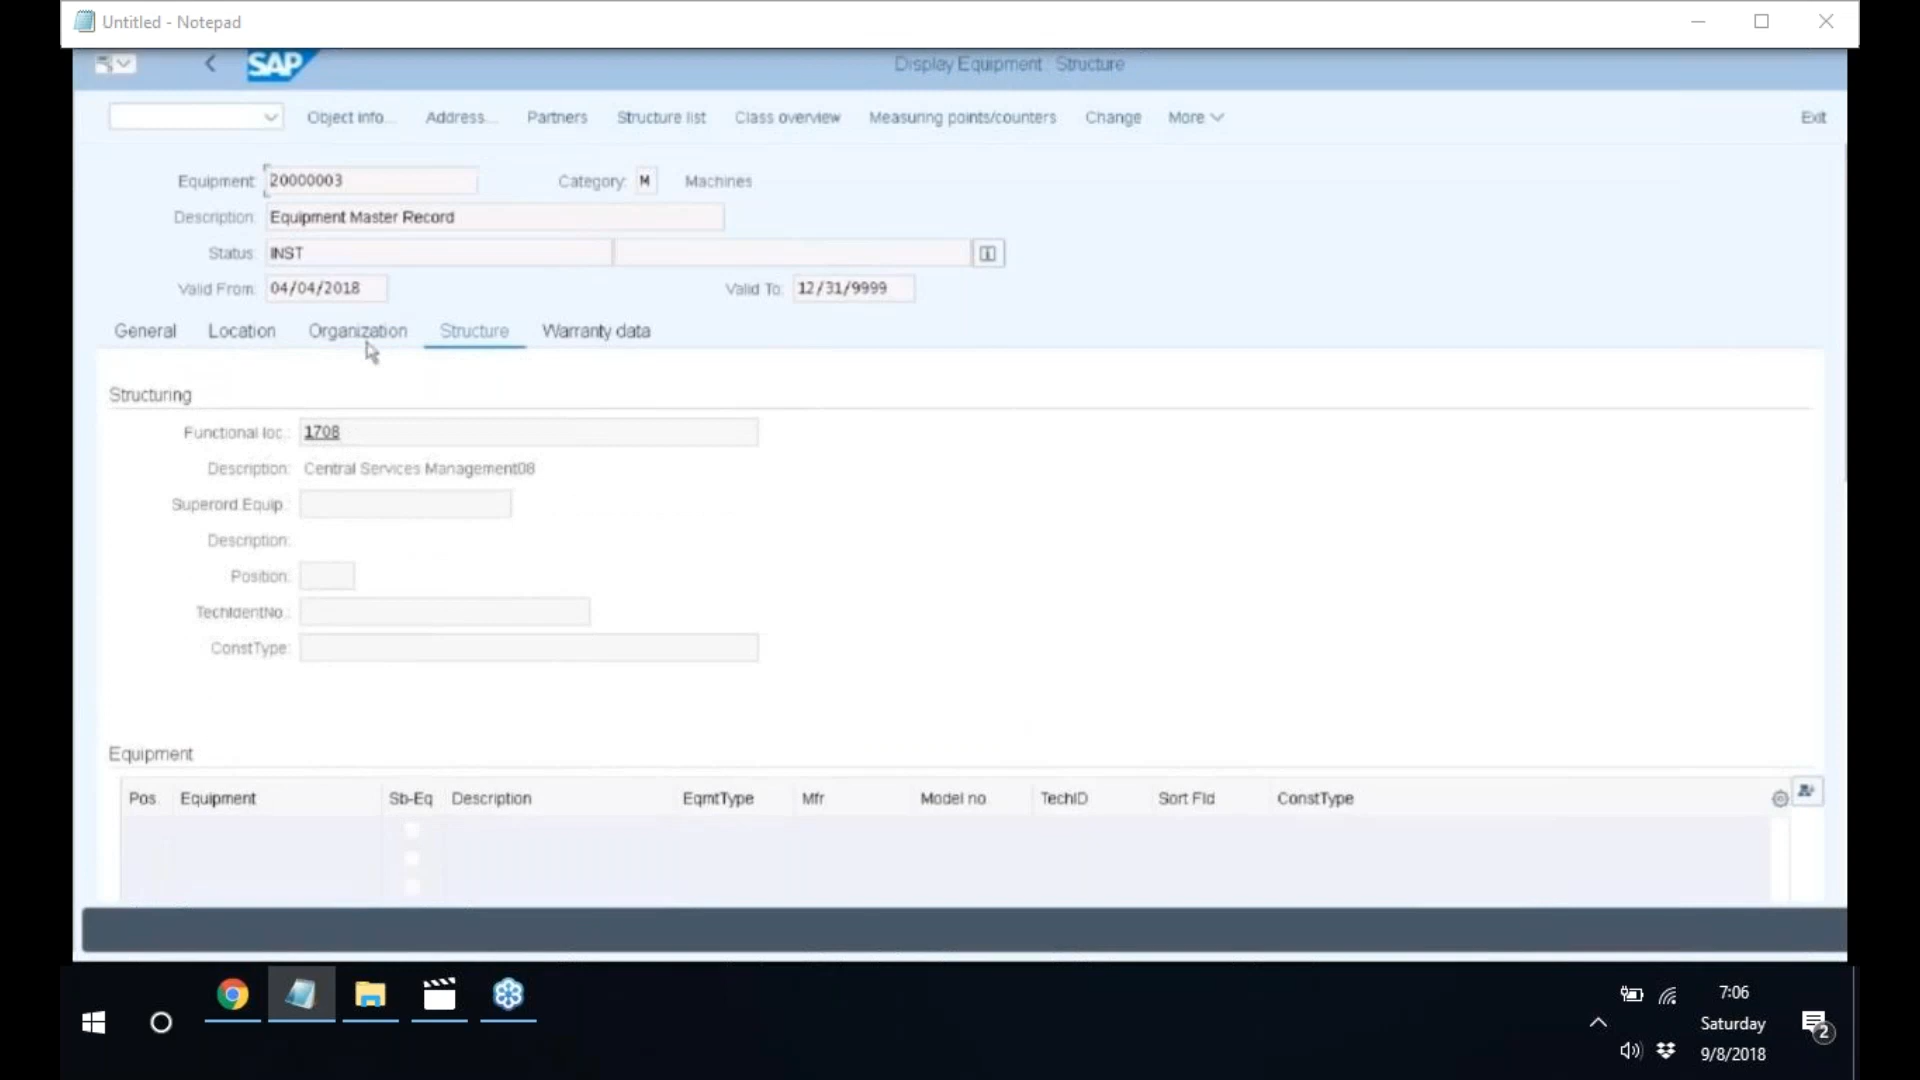 Untitled - Notepad
SAP
Display Equipment : Structure
Object info... Address... Partners Structure list Class overview Measuring points/counters Change More Exit
Equipment: 20000003 Category: M Machines
Description: Equipment Master Record
Status: INST
Valid From: 04/04/2018 Valid To: 12/31/9999
General Location Organization Structure Warranty data
Structuring
Functional loc.: 1708
Description: Central Services Management08
Superord.Equip.:
Description:
Position:
TechIdentNo.:
ConstType:
Equipment
Pos. Equipment Sb-Eq Description EqmtType Mfr Model no. TechID Sort Fld ConstType
7:06
Saturday
2
9/8/2018